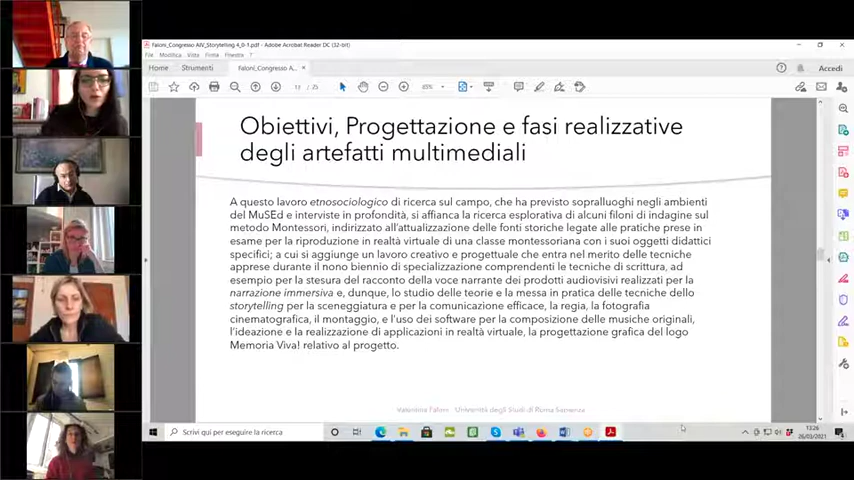 Faloni_Congresso AIV_Storytelling 4_0-1.pdf - Adobe Acrobat Reader DC (32-bit)
File Modifica Vista Firma Finestra ?
Home Strumenti Faloni_Congresso A... × Accedi
/ 25
Obiettivi, Progettazione e fasi realizzative
degli artefatti multimediali
A questo lavoro etnosociologico di ricerca sul campo, che ha previsto sopralluoghi negli ambienti
del MuSEd e interviste in profondità, si affianca la ricerca esplorativa di alcuni filoni di indagine sul
metodo Montessori, indirizzato all'attualizzazione delle fonti storiche legate alle pratiche prese in
esame per la riproduzione in realtà virtuale di una classe montessoriana con i suoi oggetti didattici
specifici; a cui si aggiunge un lavoro creativo e progettuale che entra nel merito delle tecniche
apprese durante il nono biennio di specializzazione comprendenti le tecniche di scrittura, ad
esempio per la stesura del racconto della voce narrante dei prodotti audiovisivi realizzati per la
narrazione immersiva e, dunque, lo studio delle teorie e la messa in pratica delle tecniche dello
storytelling per la sceneggiatura e per la comunicazione efficace, la regia, la fotografia
cinematografica, il montaggio, e l'uso dei software per la composizione delle musiche originali,
l'ideazione e la realizzazione di applicazioni in realtà virtuale, la progettazione grafica del logo
Memoria Viva! relativo al progetto.
Valentina Faloni Università degli Studi di Roma Sapienza
Scrivi qui per eseguire la ricerca
13:26
26/03/2021